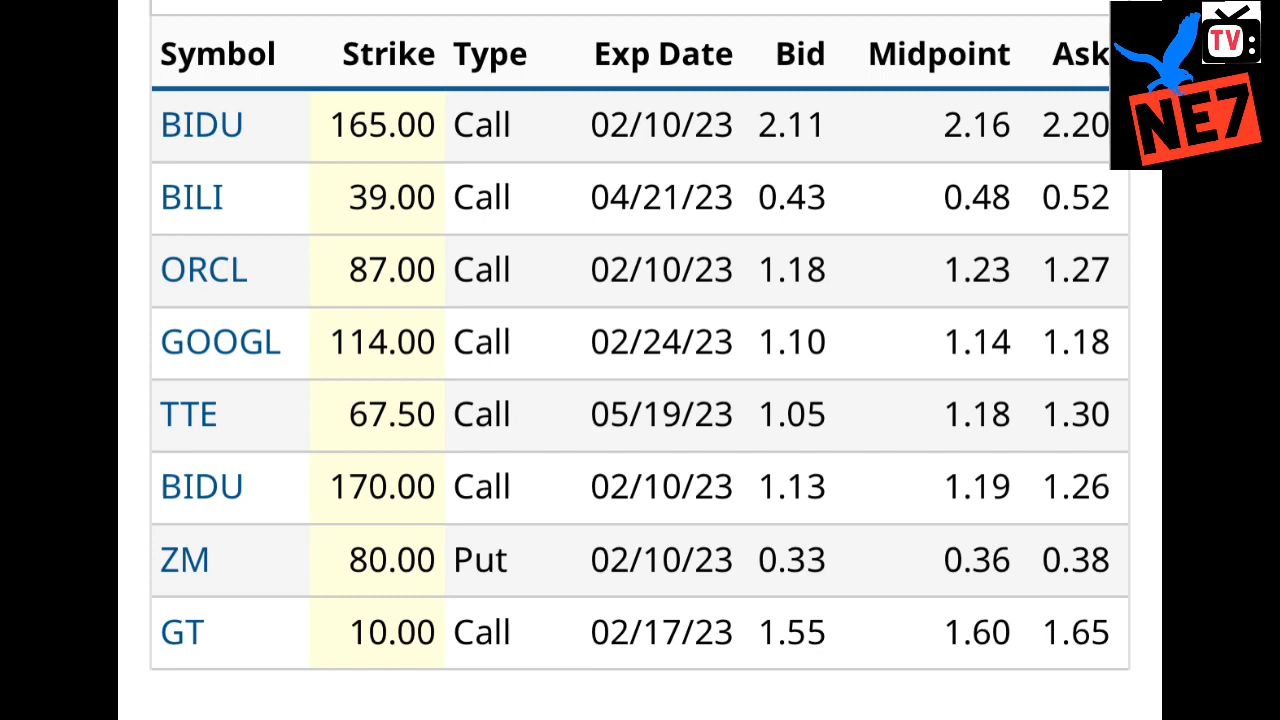 Symbol Strike Type Exp Date Bid Midpoint Ask
BIDU 165.00 Call 02/10/23 2.11 2.16 2.20
BILI 39.00 Call 04/21/23 0.43 0.48 0.52
ORCL 87.00 Call 02/10/23 1.18 1.23 1.27
GOOGL 114.00 Call 02/24/23 1.10 1.14 1.18
TTE 67.50 Call 05/19/23 1.05 1.18 1.30
BIDU 170.00 Call 02/10/23 1.13 1.19 1.26
ZM 80.00 Put 02/10/23 0.33 0.36 0.38
GT 10.00 Call 02/17/23 1.55 1.60 1.65
TV:
NE7